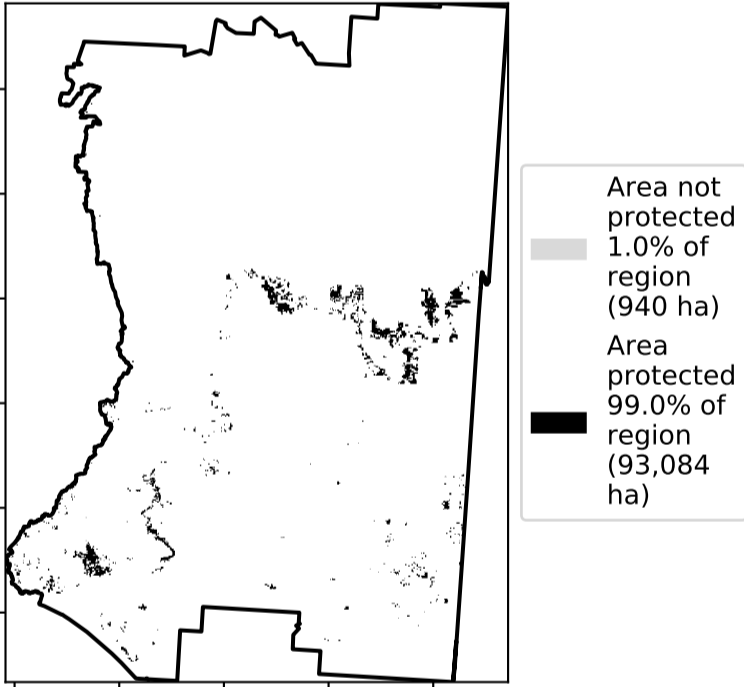 Area not
protected
1.0% of
region
(940 ha)
Area
protected
99.0% of
region
(93,084
ha)